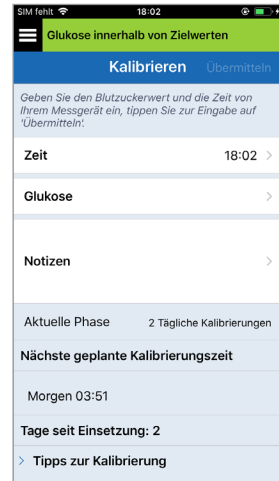 SIM fehlt 18:02
Glukose innerhalb von Zielwerten
Kalibrieren Übermitteln
Geben Sie den Blutzuckerwert und die Zeit von
Ihrem Messgerät ein, tippen Sie zur Eingabe auf
'Übermitteln'.
Zeit 18:02 >
Glukose >
Notizen >
Aktuelle Phase 2 Tägliche Kalibrierungen
Nächste geplante Kalibrierungszeit
Morgen 03:51
Tage seit Einsetzung: 2
> Tipps zur Kalibrierung